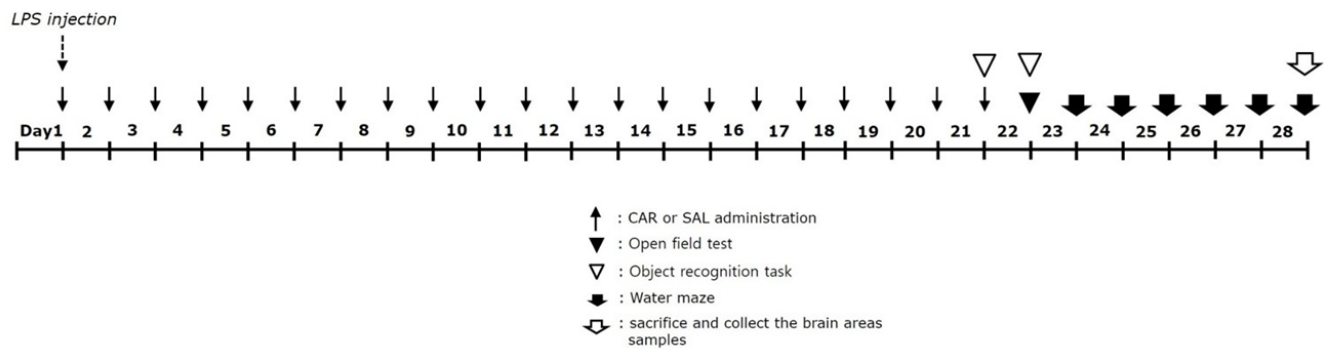 LPS injection
Day1 2 3 4 5 6 7 8 9 10 11 12 13 14 15 16 17 18 19 20 21 22 23 24 25 26 27 28
: CAR or SAL administration
: Open field test
: Object recognition task
: Water maze
: sacrifice and collect the brain areas
samples